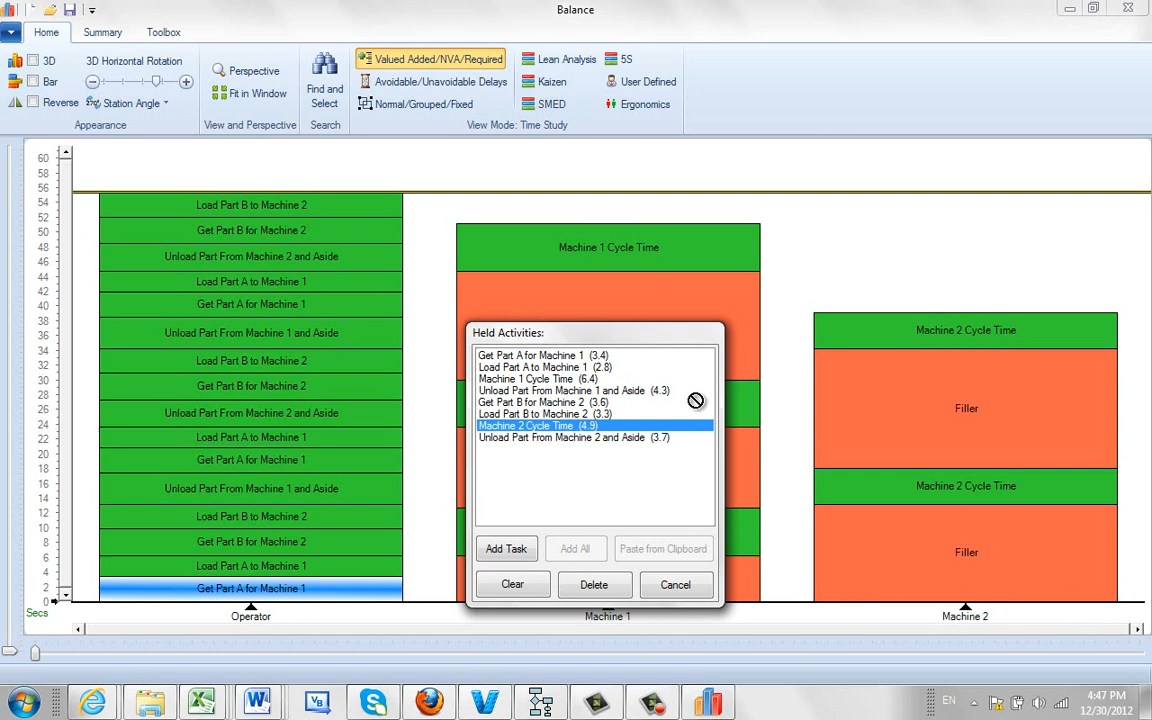 Balance
Home
Summary
Toolbox
3D
3D Horizontal Rotation
Bar
Reverse
Station Angle
Appearance
Perspective
Fit in Window
View and Perspective
Find and
Select
Search
Valued Added/NVA/Required
Avoidable/Unavoidable Delays
Normal/Grouped/Fixed
Lean Analysis
Kaizen
SMED
5S
User Defined
Ergonomics
View Mode: Time Study
60
58
56
54
52
50
48
46
44
42
40
38
36
34
32
30
28
26
24
22
20
18
16
14
12
10
8
6
4
2
0
Secs
Load Part B to Machine 2
Get Part B for Machine 2
Unload Part From Machine 2 and Aside
Load Part A to Machine 1
Get Part A for Machine 1
Unload Part From Machine 1 and Aside
Load Part B to Machine 2
Get Part B for Machine 2
Unload Part From Machine 2 and Aside
Load Part A to Machine 1
Get Part A for Machine 1
Unload Part From Machine 1 and Aside
Load Part B to Machine 2
Get Part B for Machine 2
Load Part A to Machine 1
Get Part A for Machine 1
Operator
Machine 1 Cycle Time
Machine 1
Machine 2 Cycle Time
Filler
Machine 2 Cycle Time
Filler
Machine 2
Held Activities:
Get Part A for Machine 1 (3.4)
Load Part A to Machine 1 (2.8)
Machine 1 Cycle Time (6.4)
Unload Part From Machine 1 and Aside (4.3)
Get Part B for Machine 2 (3.6)
Load Part B to Machine 2 (3.3)
Machine 2 Cycle Time (4.9)
Unload Part From Machine 2 and Aside (3.7)
Add Task
Add All
Paste from Clipboard
Clear
Delete
Cancel
EN
4:47 PM
12/30/2012